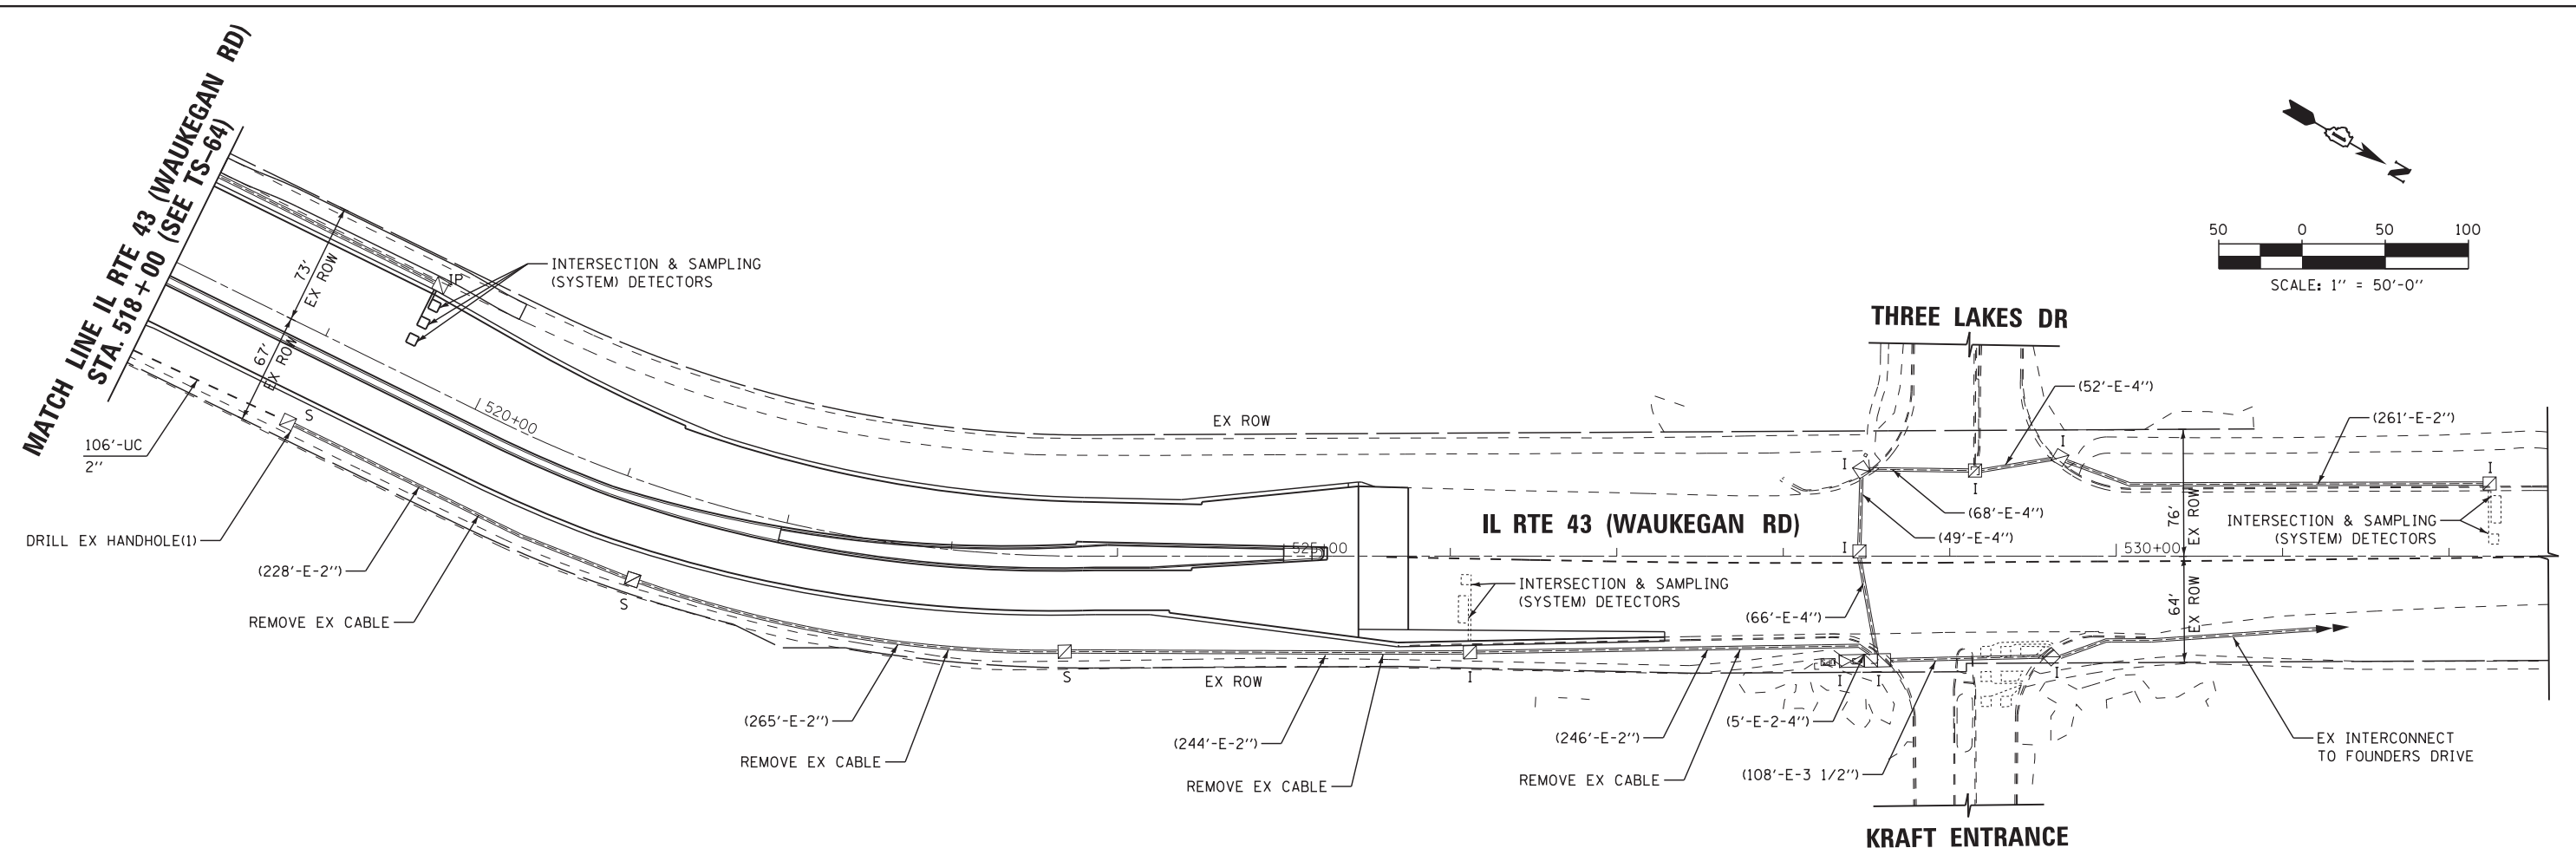 MATCH LINE IL RTE 43 (WAUKEGAN RD)
STA. 518+00 (SEE TS-64)
73'
EX ROW
67'
EX ROW
IP
INTERSECTION & SAMPLING
(SYSTEM) DETECTORS
520+00
S
106'-UC
2''
DRILL EX HANDHOLE(1)
(228'-E-2'')
REMOVE EX CABLE
S
(265'-E-2'')
REMOVE EX CABLE
S
EX ROW
EX ROW
525+00
IL RTE 43 (WAUKEGAN RD)
INTERSECTION & SAMPLING
(SYSTEM) DETECTORS
(244'-E-2'')
REMOVE EX CABLE
I
(246'-E-2'')
REMOVE EX CABLE
THREE LAKES DR
(52'-E-4'')
I
I
I
(68'-E-4'')
(49'-E-4'')
I
(66'-E-4'')
I
I
(5'-E-2-4'')
(108'-E-3 1/2'')
I
KRAFT ENTRANCE
530+00
76'
EX ROW
64'
EX ROW
(261'-E-2'')
I
INTERSECTION & SAMPLING
(SYSTEM) DETECTORS
EX INTERCONNECT
TO FOUNDERS DRIVE
N
50 0 50 100
SCALE: 1'' = 50'-0''